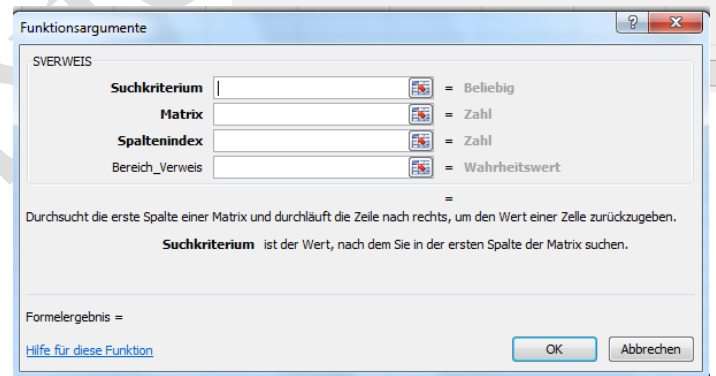 Funktionsargumente
SVERWEIS
Suchkriterium = Beliebig
Matrix = Zahl
Spaltenindex = Zahl
Bereich_Verweis = Wahrheitswert
=
Durchsucht die erste Spalte einer Matrix und durchläuft die Zeile nach rechts, um den Wert einer Zelle zurückzugeben.
Suchkriterium ist der Wert, nach dem Sie in der ersten Spalte der Matrix suchen.
Formelergebnis =
Hilfe für diese Funktion OK Abbrechen